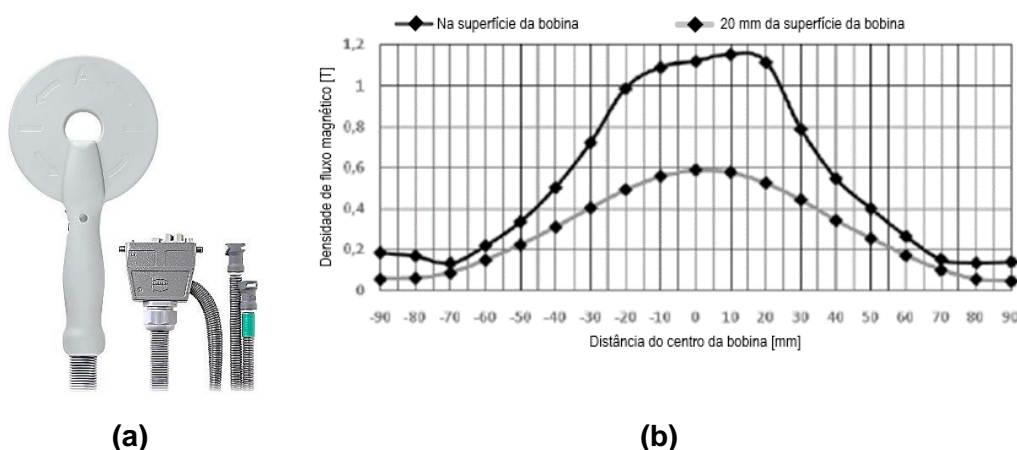 Na superfície da bobina
20 mm da superfície da bobina
Densidade de fluxo magnético [T]
1,2
1
0,8
0,6
0,4
0,2
0
-90 -80 -70 -60 -50 -40 -30 -20 -10 0 10 20 30 40 50 60 70 80 90
Distância do centro da bobina [mm]
A
(a)
(b)